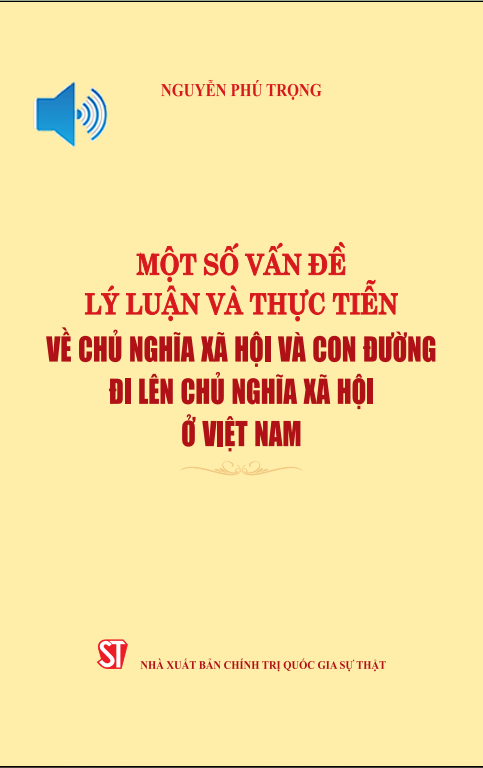 NGUYỄN PHÚ TRỌNG
MỘT SỐ VẤN ĐỀ
LÝ LUẬN VÀ THỰC TIỄN
VỀ CHỦ NGHĨA XÃ HỘI VÀ CON ĐƯỜNG
ĐI LÊN CHỦ NGHĨA XÃ HỘI
Ở VIỆT NAM
ST
NHÀ XUẤT BẢN CHÍNH TRỊ QUỐC GIA SỰ THẬT